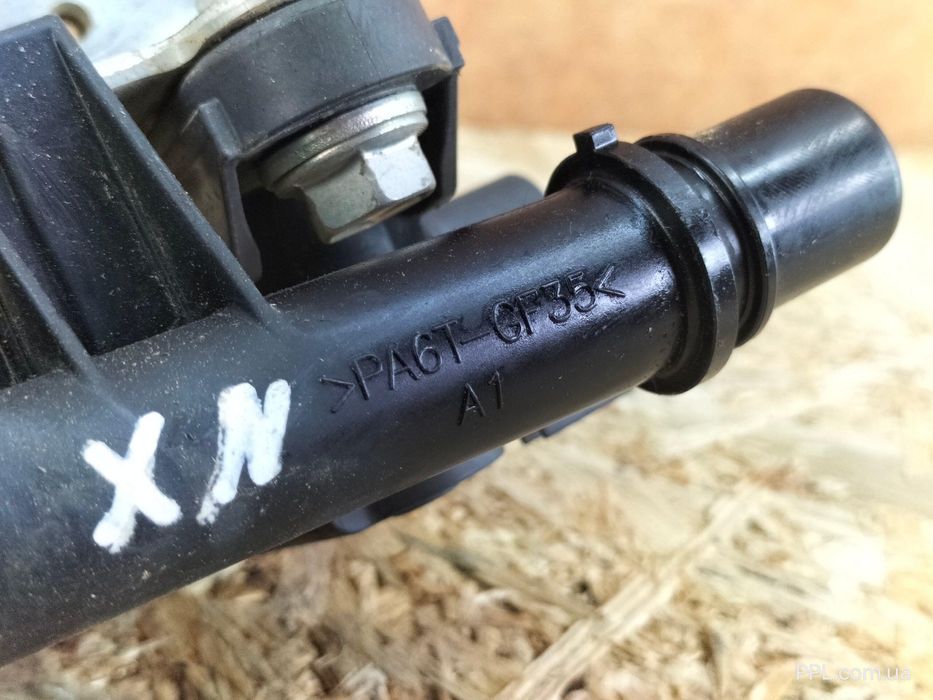 >PA6T-GF35<
A1
XN
PPL.com.ua